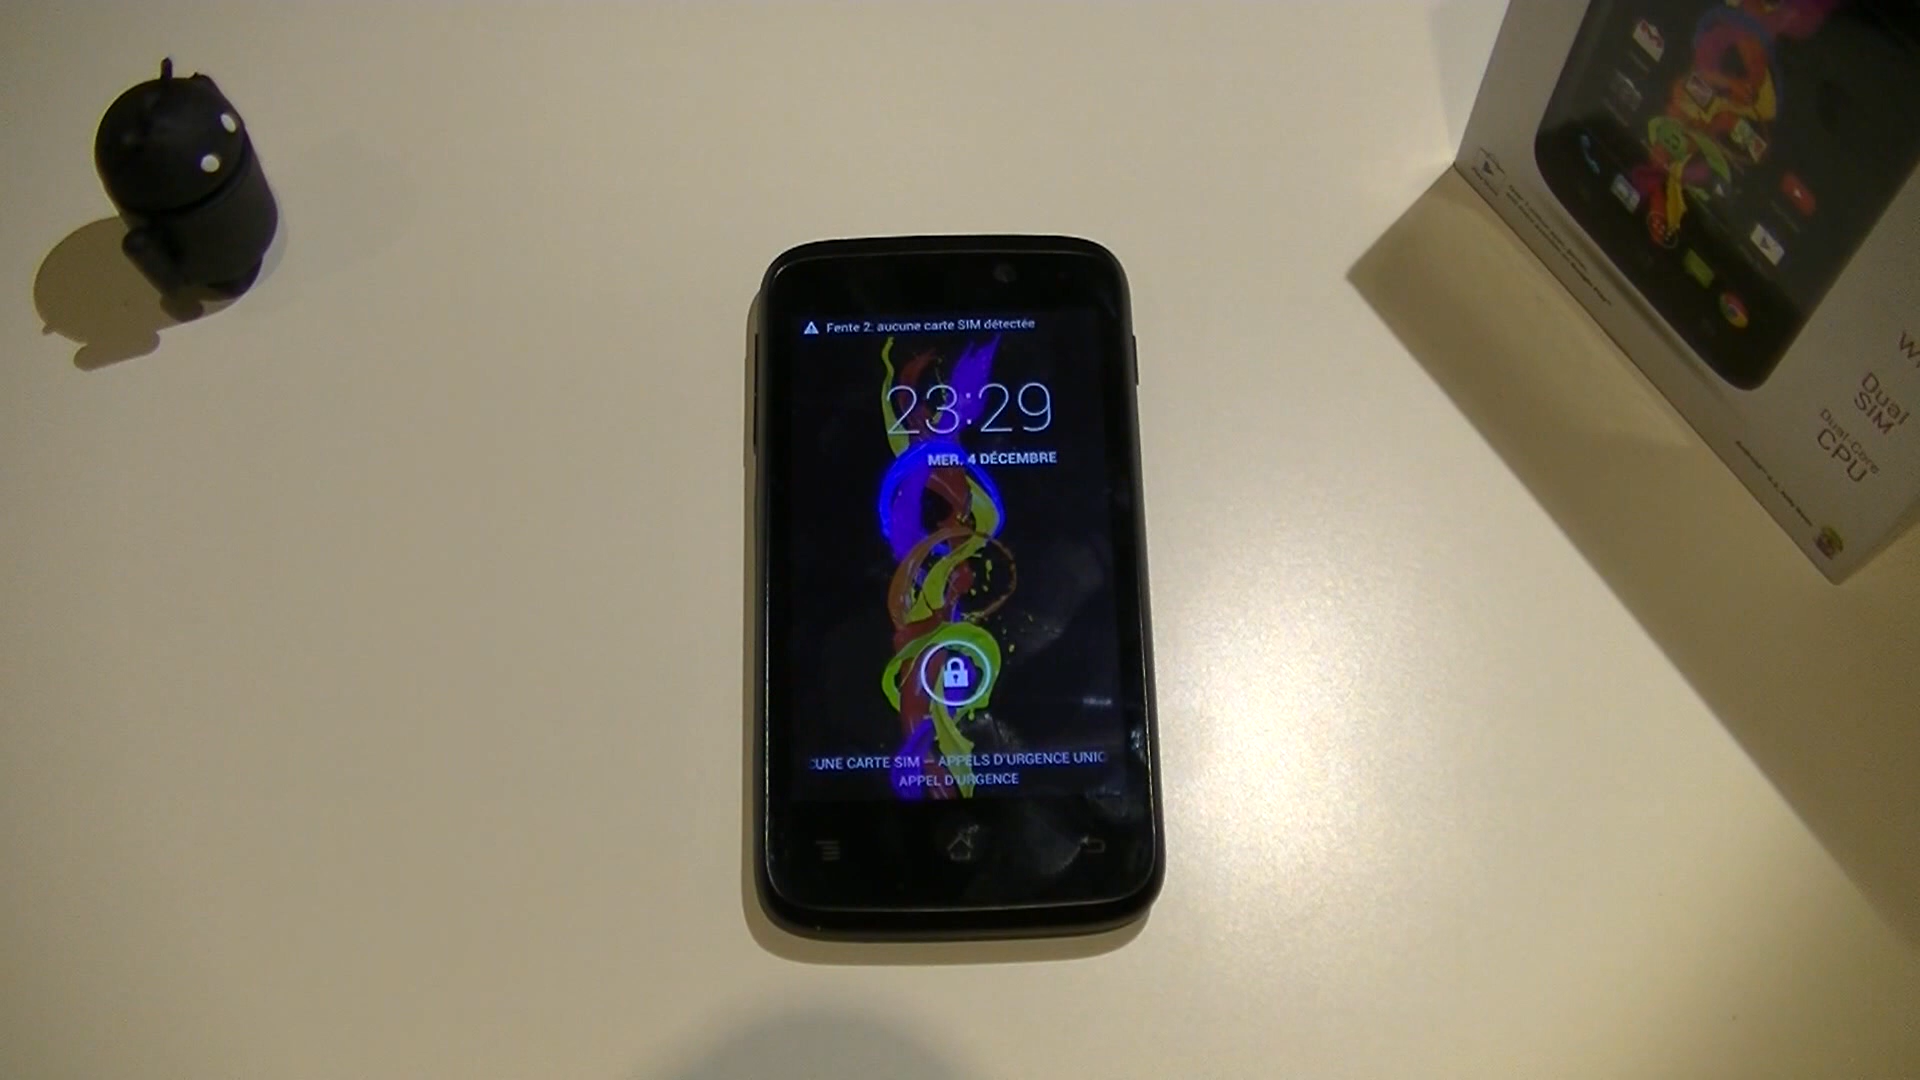 Fente 2: aucune carte SIM détectée
23:29
MER. 4 DÉCEMBRE
UNE CARTE SIM — APPELS D'URGENCE UNIC
APPEL D'URGENCE
Dual
SIM
Dual-Core
CPU